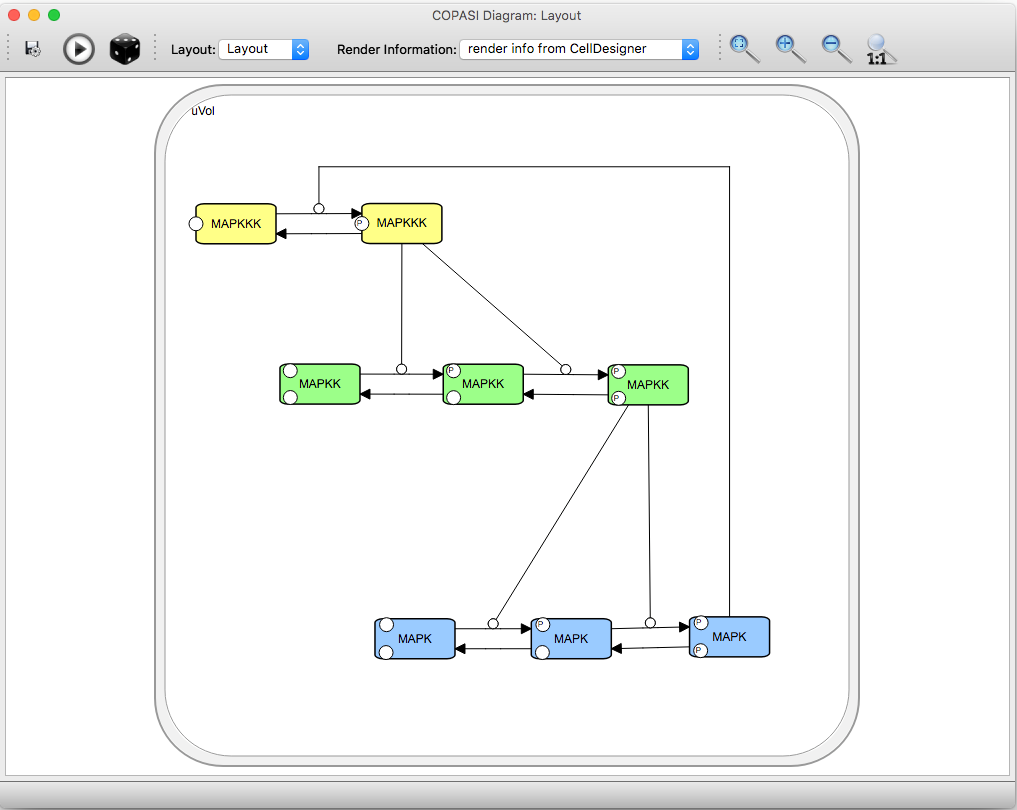 COPASI Diagram: Layout
Layout: Layout Render Information: render info from CellDesigner 1:1
uVol
MAPKKK P MAPKKK
MAPKK P MAPKK P MAPKK P
MAPK P MAPK P MAPK P